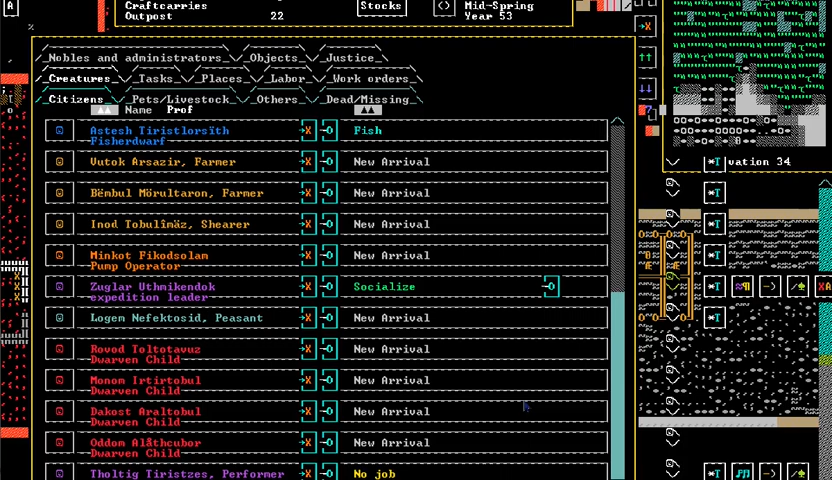 Craftcarries
Outpost
22
Stocks
Mid-Spring
Year 53
Nobles and administrators
Objects
Justice
Creatures
Tasks
Places
Labor
Work orders
Citizens
Pets/Livestock
Others
Dead/Missing
Name Prof
Astesh Tiristlorsîth
Fisherdwarf
Fish
Vutok Arsazir, Farmer
New Arrival
Bëmbul Mörultaron, Farmer
New Arrival
Inod Tobulîmäz, Shearer
New Arrival
Minkot Fikodsolam
Pump Operator
New Arrival
Zuglar Uthmikendok
expedition leader
Socialize
Logem Nefektosid, Peasant
New Arrival
Rovod Toltotavuz
Dwarven Child
New Arrival
Monom Irtirtobul
Dwarven Child
New Arrival
Dakost Araltobul
Dwarven Child
New Arrival
Oddom Alåthcubor
Dwarven Child
New Arrival
Tholtig Tiristzes, Performer
No job
vation 34